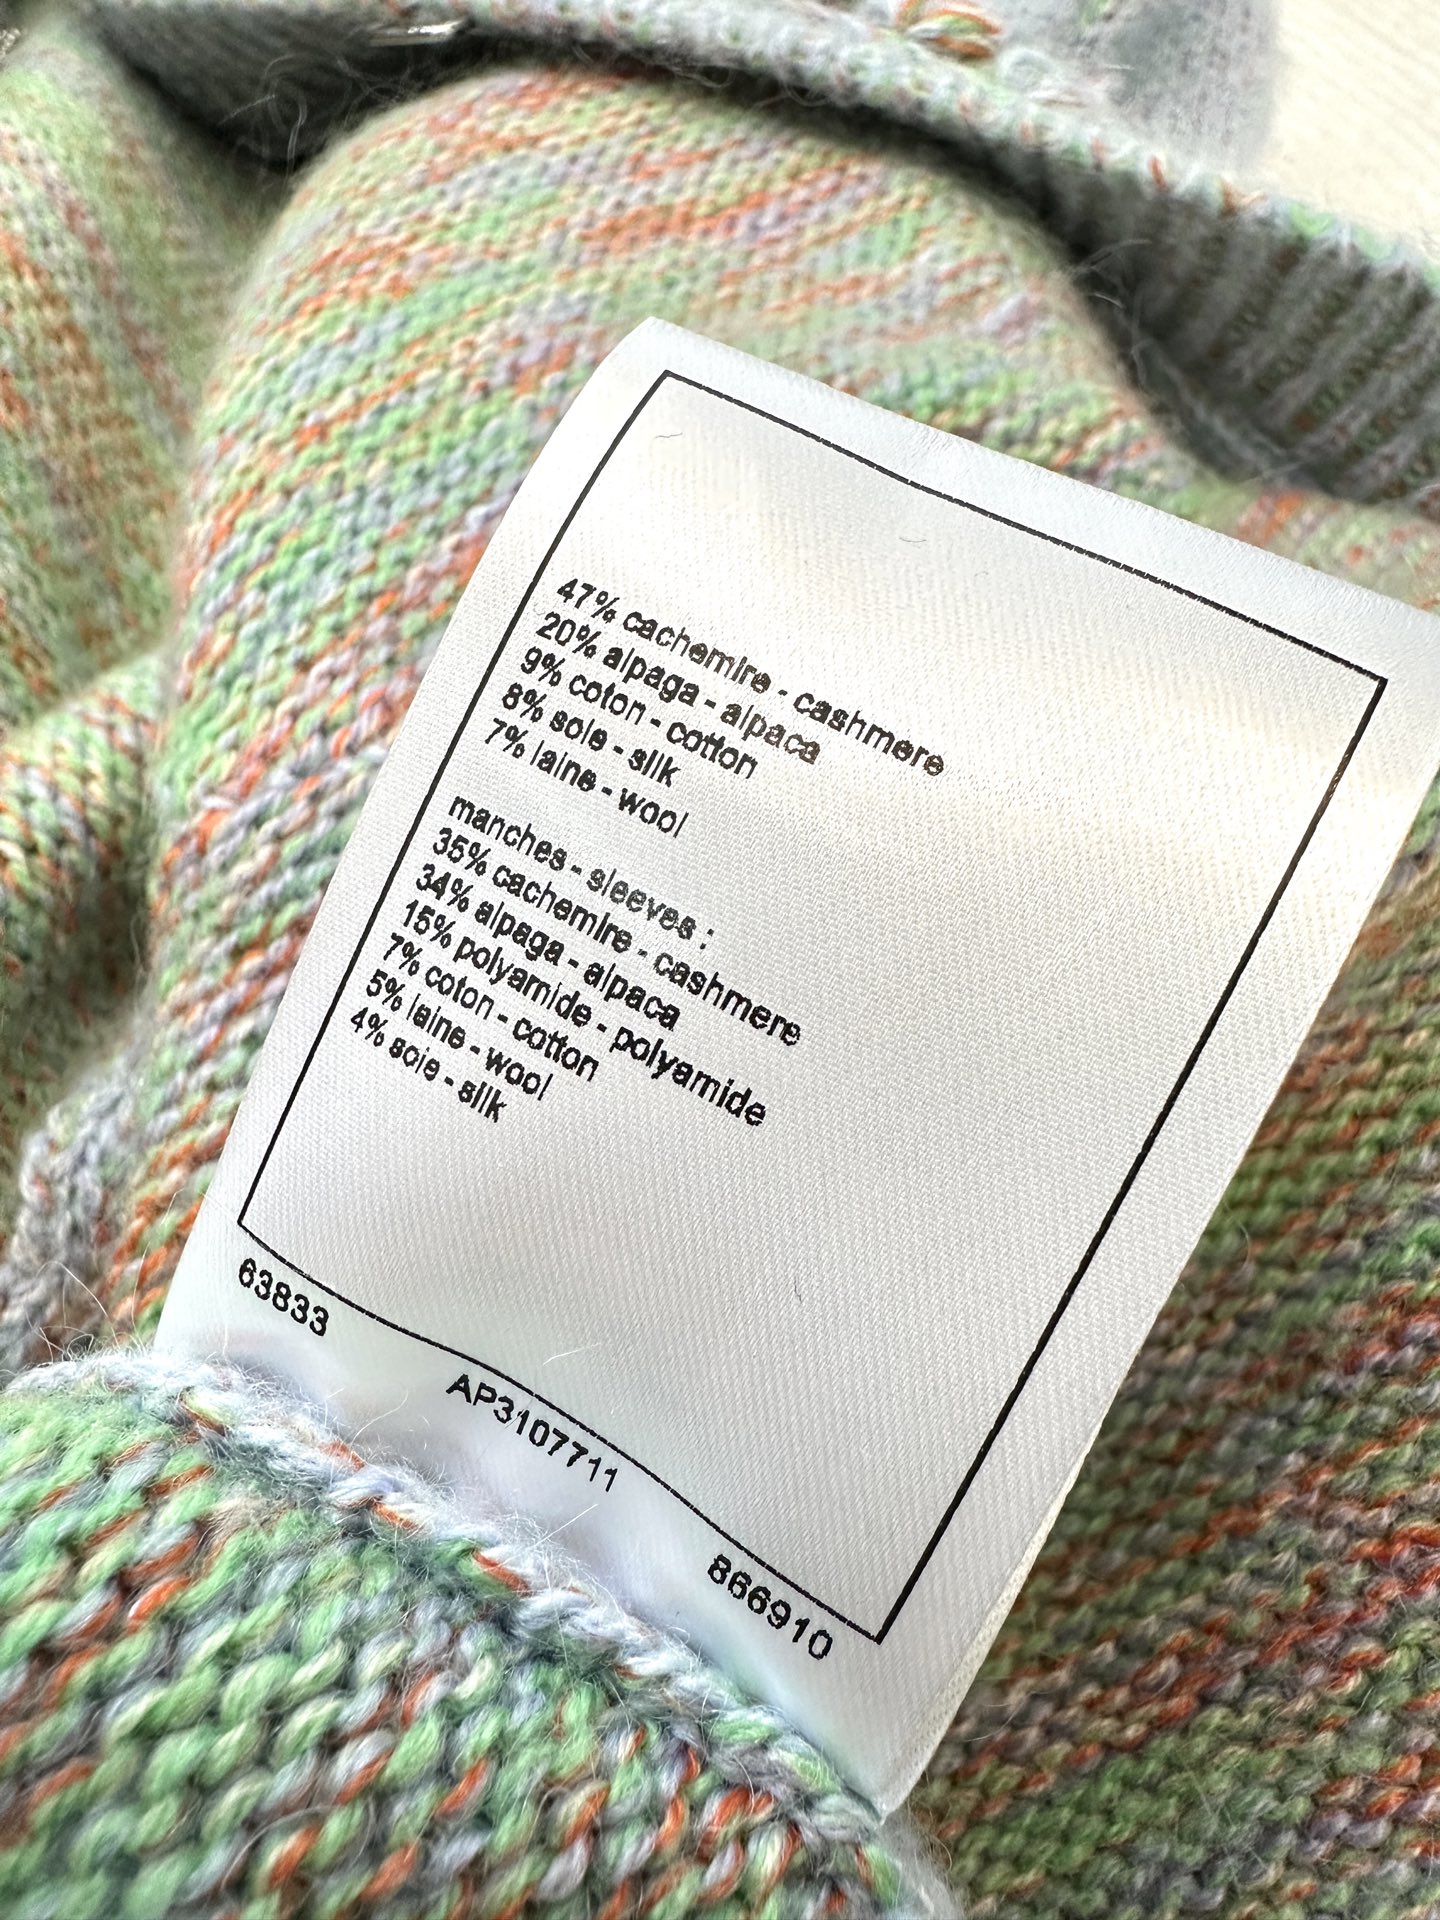 47% cachemire - cashmere
20% alpaga - alpaca
9% coton - cotton
8% soie - silk
7% laine - wool
manches - sleeves :
35% cachemire - cashmere
34% alpaga - alpaca
15% polyamide - polyamide
7% coton - cotton
5% laine - wool
4% soie - silk
63833
AP3107711
866910